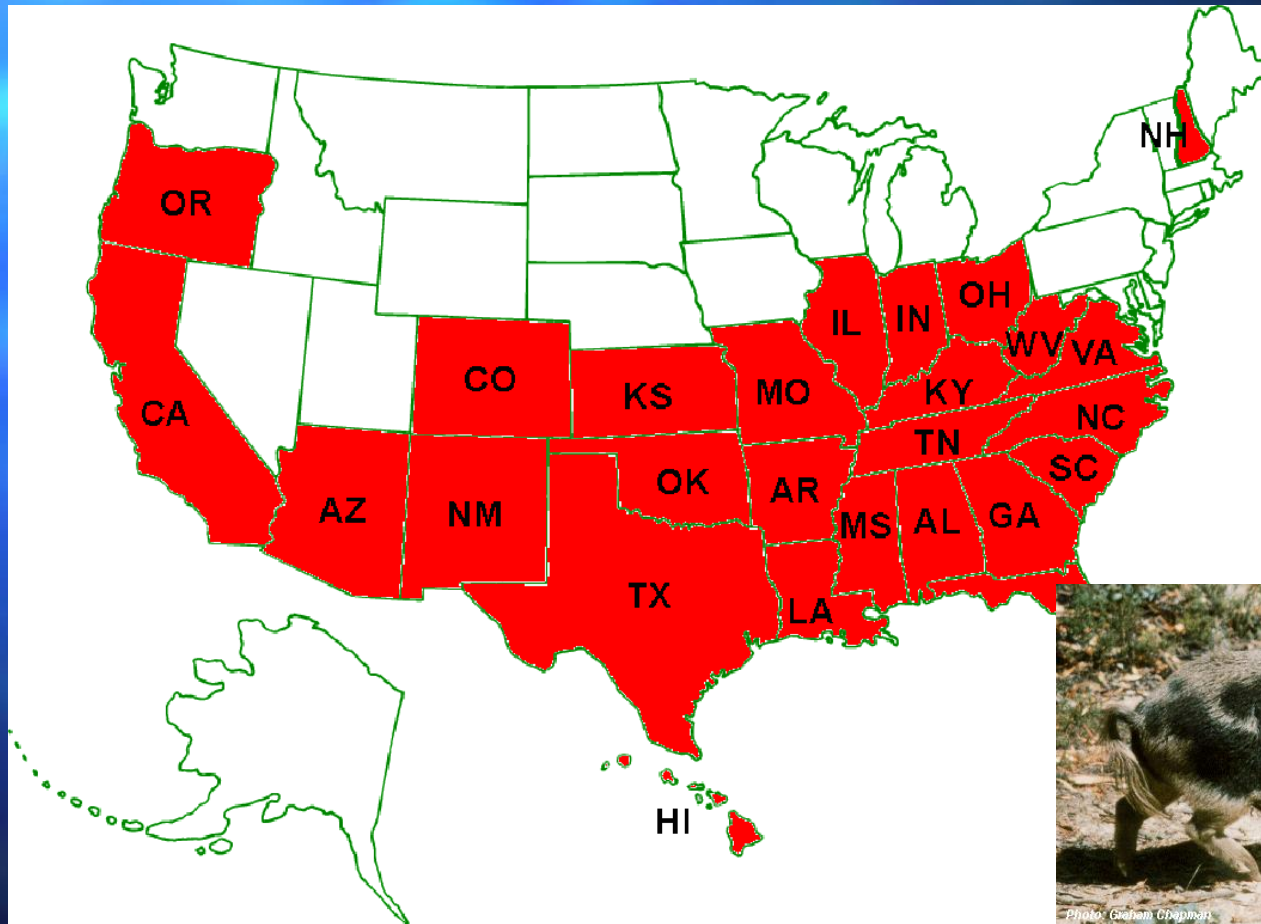 NH
OR
OH
IL
IN
WV
VA
CO
KS
MO
KY
CA
NC
TN
SC
OK
AR
AZ
NM
MS
AL
GA
TX
LA
HI
Photo: Graham Chapman